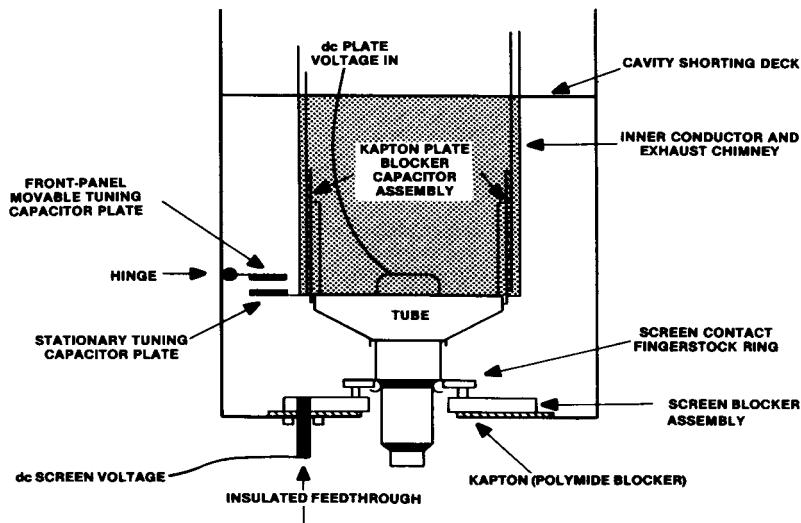 dc PLATE
VOLTAGE IN
CAVITY SHORTING DECK
INNER CONDUCTOR AND
EXHAUST CHIMNEY
KAPTON PLATE
BLOCKER
CAPACITOR
ASSEMBLY
FRONT-PANEL
MOVABLE TUNING
CAPACITOR PLATE
HINGE
STATIONARY TUNING
CAPACITOR PLATE
TUBE
SCREEN CONTACT
FINGERSTOCK RING
SCREEN BLOCKER
ASSEMBLY
KAPTON (POLYMIDE BLOCKER)
dc SCREEN VOLTAGE
INSULATED FEEDTHROUGH